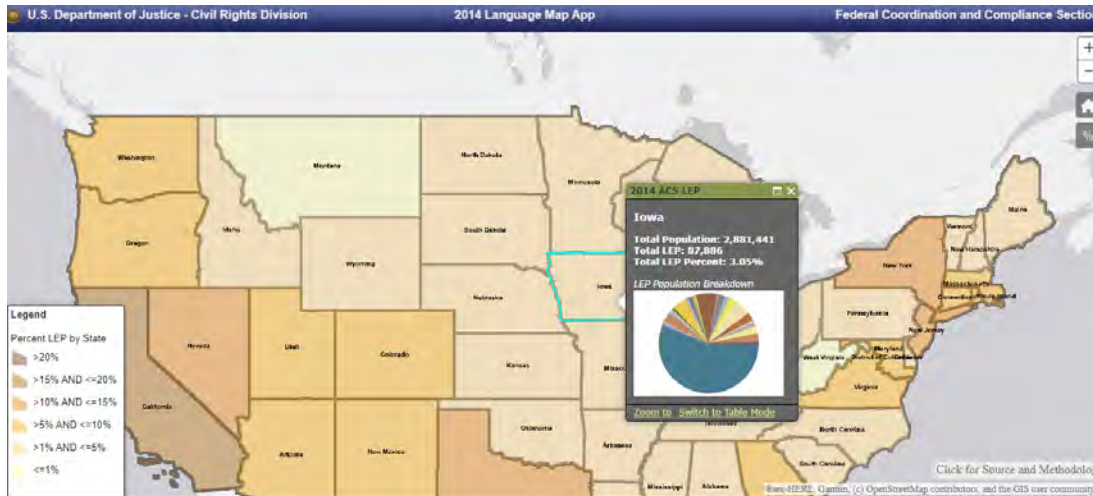 U.S. Department of Justice - Civil Rights Division
2014 Language Map App
Federal Coordination and Compliance Sectio
+
−
%
Washington
Montana
North Dakota
Minnesota
Maine
Oregon
Idaho
Wyoming
South Dakota
Nebraska
Iowa
Vermont
New Hampshire
New York
Massachusetts
Connecticut
Rhode Island
Pennsylvania
New Jersey
Nevada
Utah
Colorado
Kansas
Missou
West Virginia
Maryland
District of
Virginia
California
Arizona
New Mexico
Oklahoma
Arkansas
North Carolina
South Carolina
Mississippi
Alabama
2014 ACS LEP
Iowa
Total Population: 2,881,441
Total LEP: 87,886
Total LEP Percent: 3.05%
LEP Population Breakdown
Zoom to Switch to Table Mode
Legend
Percent LEP by State
>20%
>15% AND <=20%
>10% AND <=15%
>5% AND <=10%
>1% AND <=5%
<=1%
Click for Source and Methodolog
Esri, HERE, Garmin, (c) OpenStreetMap contributors, and the GIS user community